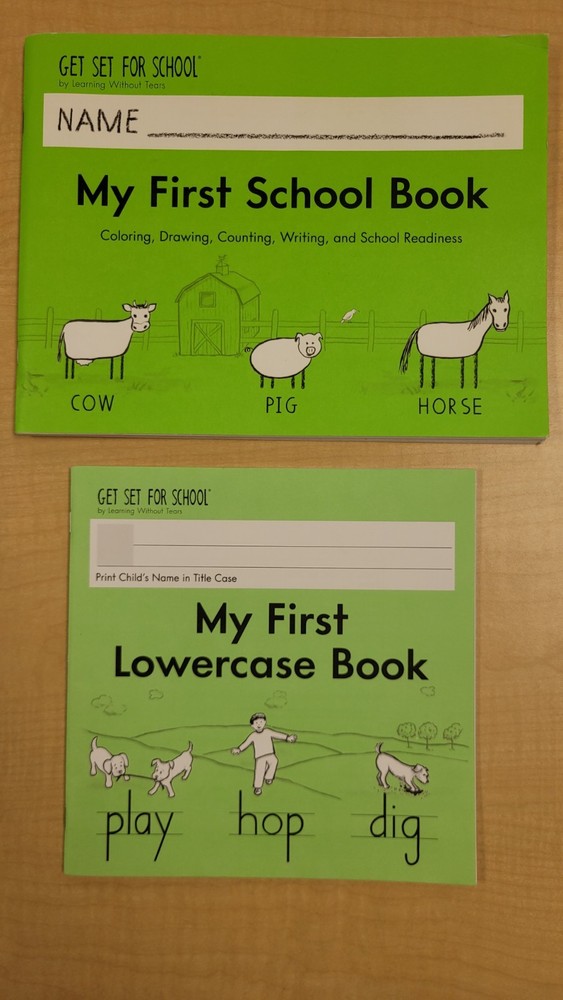 GET SET FOR SCHOOL®
by Learning Without Tears
NAME
My First School Book
Coloring, Drawing, Counting, Writing, and School Readiness
COW PIG HORSE
GET SET FOR SCHOOL®
by Learning Without Tears
Print Child's Name in Title Case
My First
Lowercase Book
play hop dig